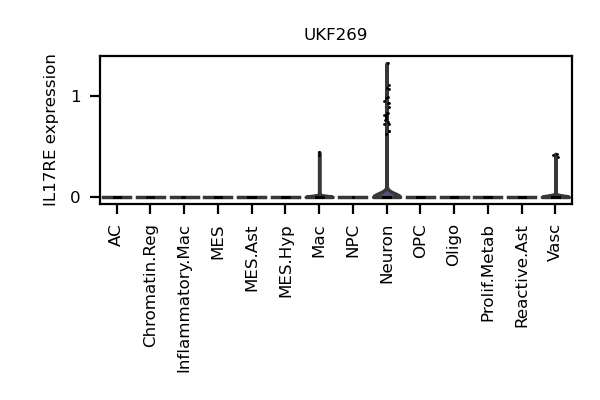 UKF269
IL17RE expression
1
0
AC
Chromatin.Reg
Inflammatory.Mac
MES
MES.Ast
MES.Hyp
Mac
NPC
Neuron
OPC
Oligo
Prolif.Metab
Reactive.Ast
Vasc